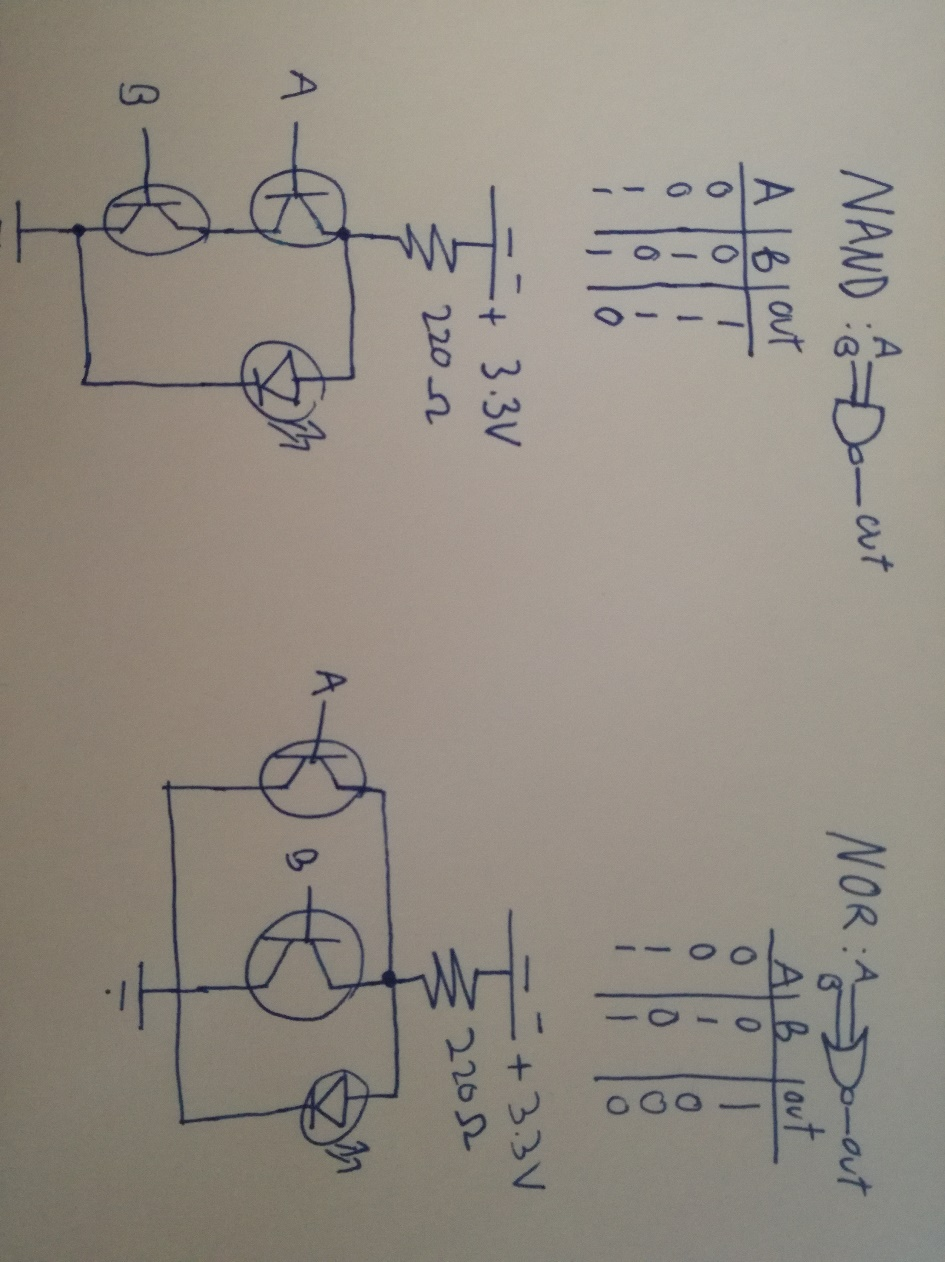 NAND: A
B out
A B out
0 0 1
0 1 1
1 0 1
1 1 0
+ 3.3V
220 Ω
A
B
NOR: A
B out
A B out
0 0 1
0 1 0
1 0 0
1 1 0
+ 3.3V
220 Ω
A
B